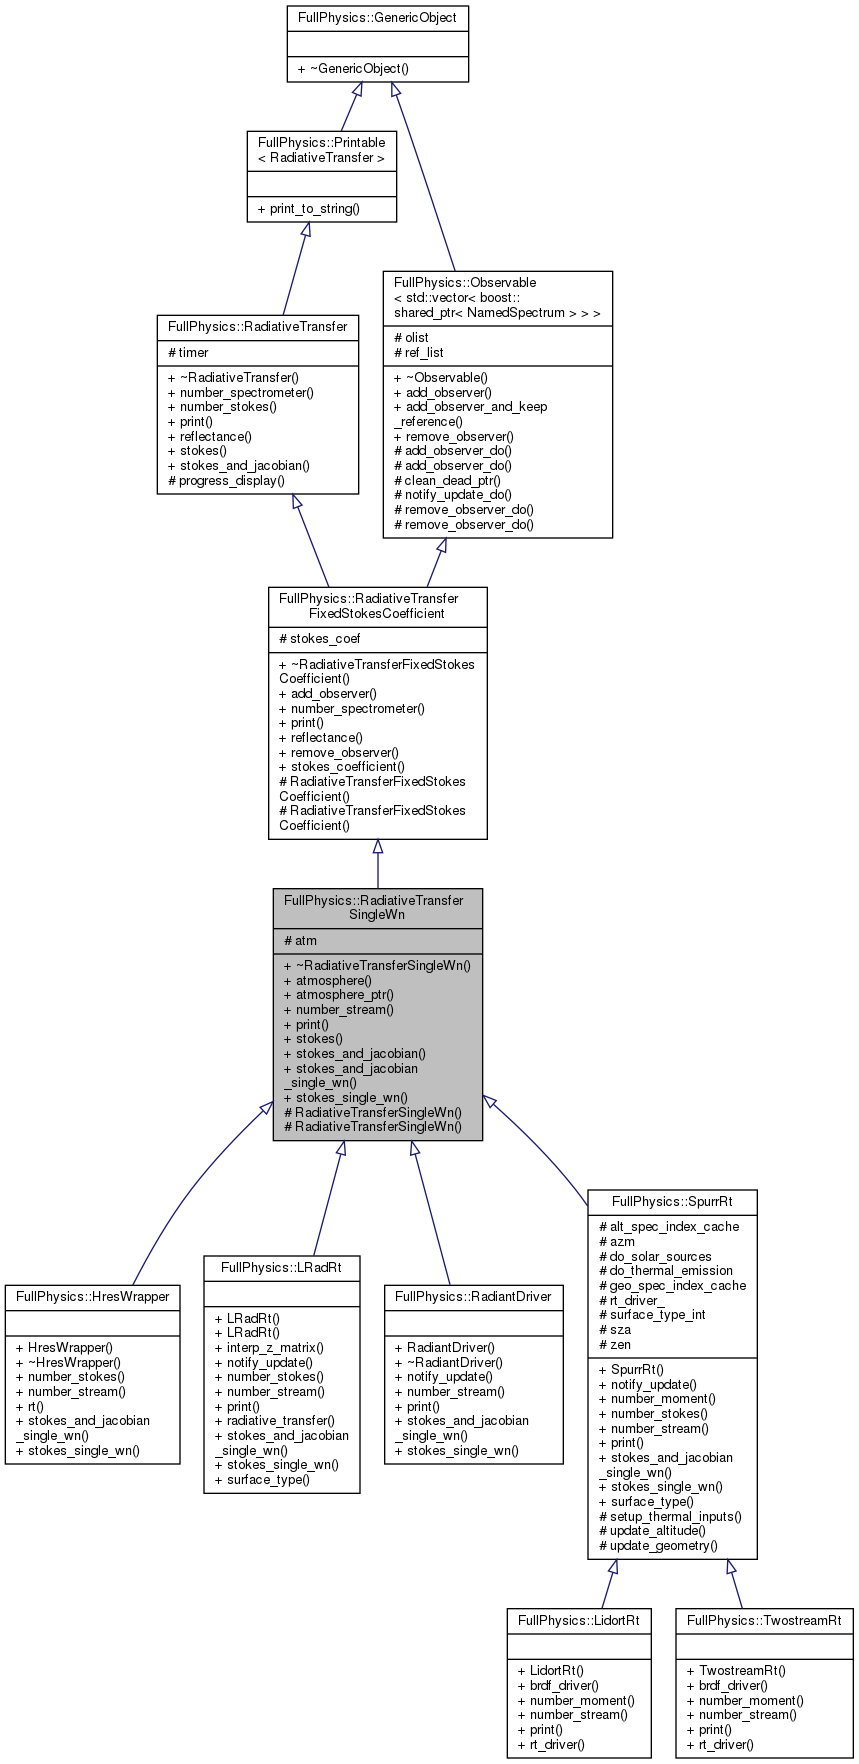 FullPhysics::GenericObject
+ ~GenericObject()
FullPhysics::Printable
< RadiativeTransfer >
+ print_to_string()
FullPhysics::Observable
< std::vector< boost::
shared_ptr< NamedSpectrum > > >
# olist
# ref_list
+ ~Observable()
+ add_observer()
+ add_observer_and_keep
_reference()
+ remove_observer()
# add_observer_do()
# add_observer_do()
# clean_dead_ptr()
# notify_update_do()
# remove_observer_do()
# remove_observer_do()
FullPhysics::RadiativeTransfer
# timer
+ ~RadiativeTransfer()
+ number_spectrometer()
+ number_stokes()
+ print()
+ reflectance()
+ stokes()
+ stokes_and_jacobian()
# progress_display()
FullPhysics::RadiativeTransfer
FixedStokesCoefficient
# stokes_coef
+ ~RadiativeTransferFixedStokes
Coefficient()
+ add_observer()
+ number_spectrometer()
+ print()
+ reflectance()
+ remove_observer()
+ stokes_coefficient()
# RadiativeTransferFixedStokes
Coefficient()
# RadiativeTransferFixedStokes
Coefficient()
FullPhysics::RadiativeTransfer
SingleWn
# atm
+ ~RadiativeTransferSingleWn()
+ atmosphere()
+ atmosphere_ptr()
+ number_stream()
+ print()
+ stokes()
+ stokes_and_jacobian()
+ stokes_and_jacobian
_single_wn()
+ stokes_single_wn()
# RadiativeTransferSingleWn()
# RadiativeTransferSingleWn()
FullPhysics::HresWrapper
+ HresWrapper()
+ ~HresWrapper()
+ number_stokes()
+ number_stream()
+ rt()
+ stokes_and_jacobian
_single_wn()
+ stokes_single_wn()
FullPhysics::LRadRt
+ LRadRt()
+ LRadRt()
+ interp_z_matrix()
+ notify_update()
+ number_stokes()
+ number_stream()
+ print()
+ radiative_transfer()
+ stokes_and_jacobian
_single_wn()
+ stokes_single_wn()
+ surface_type()
FullPhysics::RadiantDriver
+ RadiantDriver()
+ ~RadiantDriver()
+ notify_update()
+ number_stream()
+ print()
+ stokes_and_jacobian
_single_wn()
+ stokes_single_wn()
FullPhysics::SpurrRt
# alt_spec_index_cache
# azm
# do_solar_sources
# do_thermal_emission
# geo_spec_index_cache
# rt_driver_
# surface_type_int
# sza
# zen
+ SpurrRt()
+ notify_update()
+ number_moment()
+ number_stokes()
+ number_stream()
+ print()
+ stokes_and_jacobian
_single_wn()
+ stokes_single_wn()
+ surface_type()
# setup_thermal_inputs()
# update_altitude()
# update_geometry()
FullPhysics::LidortRt
+ LidortRt()
+ brdf_driver()
+ number_moment()
+ number_stream()
+ print()
+ rt_driver()
FullPhysics::TwostreamRt
+ TwostreamRt()
+ brdf_driver()
+ number_moment()
+ number_stream()
+ print()
+ rt_driver()